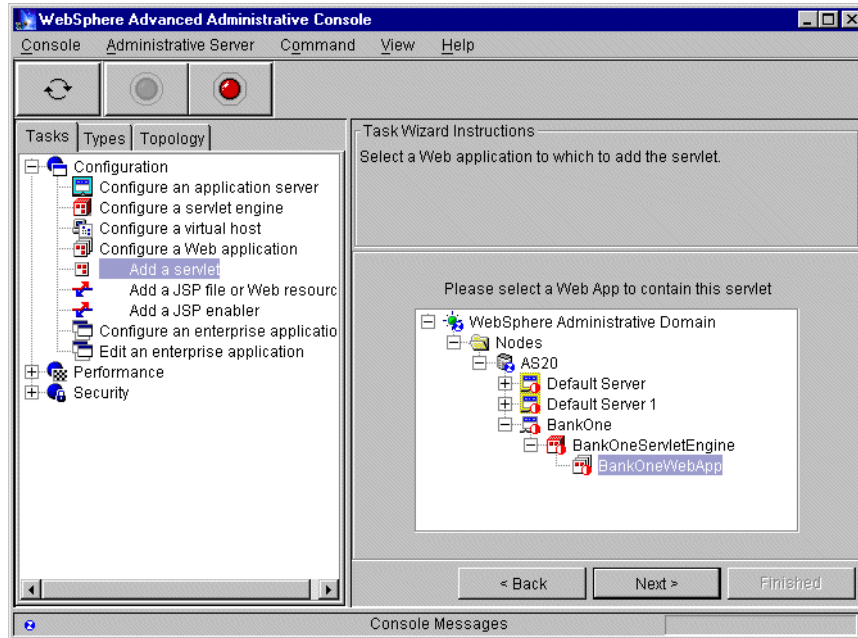 WebSphere Advanced Administrative Console
Console Administrative Server Command View Help
Tasks Types Topology
Configuration
Configure an application server
Configure a servlet engine
Configure a virtual host
Configure a Web application
Add a servlet
Add a JSP file or Web resourc
Add a JSP enabler
Configure an enterprise applicatio
Edit an enterprise application
Performance
Security
Task Wizard Instructions
Select a Web application to which to add the servlet.
Please select a Web App to contain this servlet
WebSphere Administrative Domain
Nodes
AS20
Default Server
Default Server 1
BankOne
BankOneServletEngine
BankOneWebApp
< Back Next > Finished
Console Messages